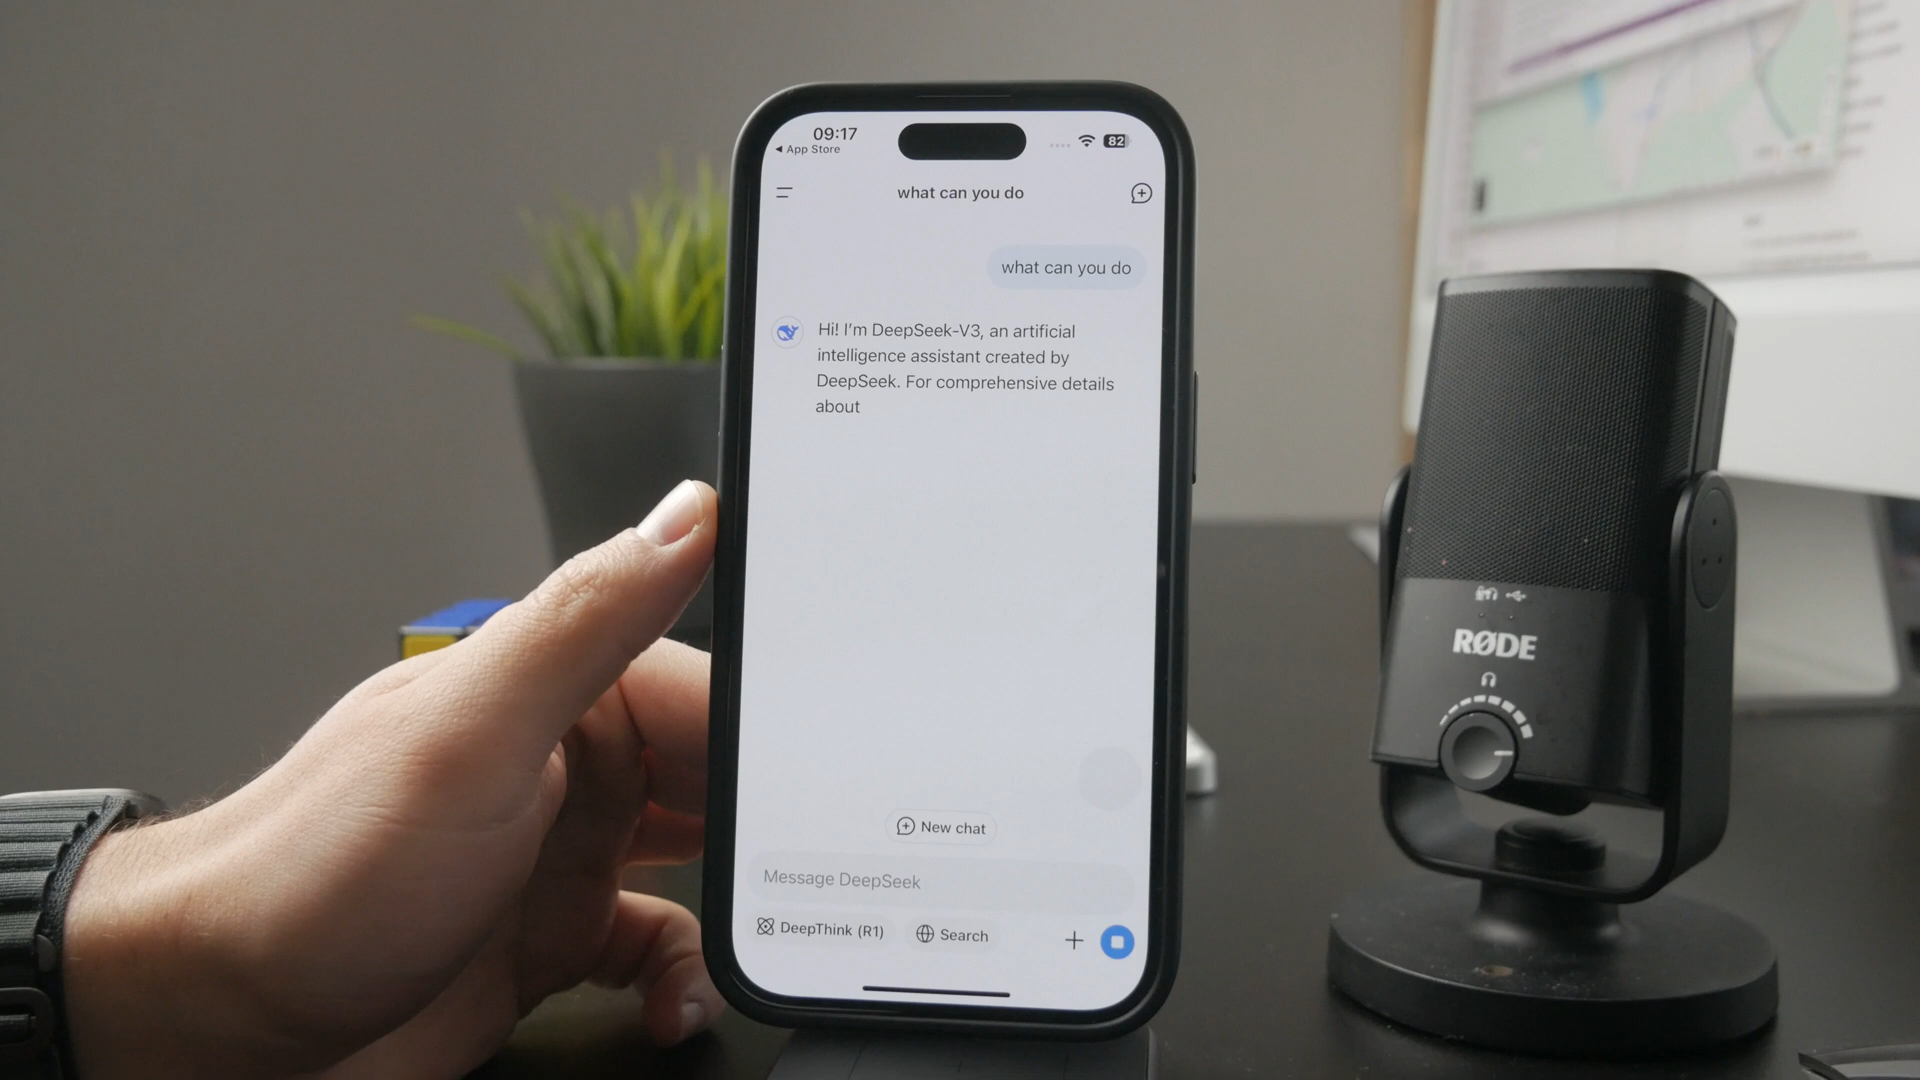 09:17
82
◀ App Store
what can you do
what can you do
Hi! I'm DeepSeek-V3, an artificial
intelligence assistant created by
DeepSeek. For comprehensive details
about
New chat
Message DeepSeek
DeepThink (R1)
Search
RØDE